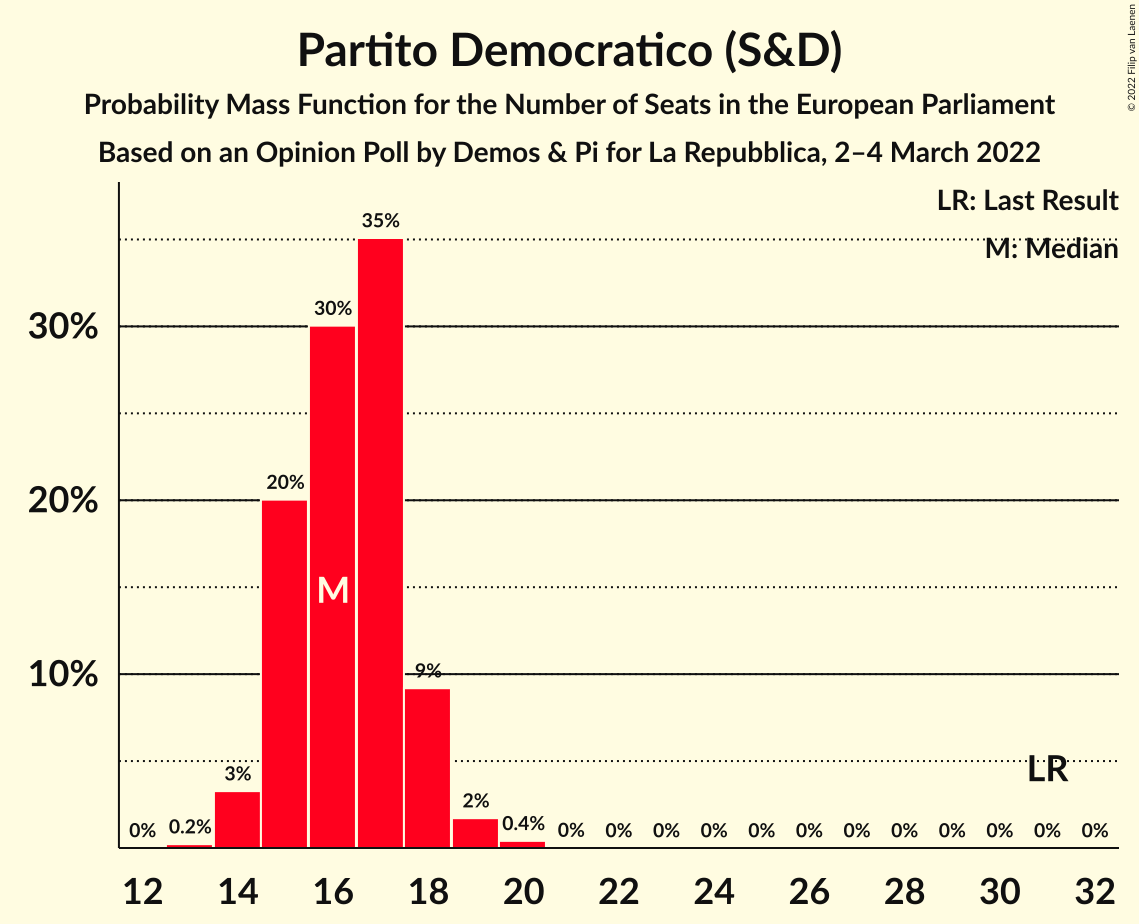 © 2022 Filip van Laenen
Partito Democratico (S&D)
Probability Mass Function for the Number of Seats in the European Parliament
Based on an Opinion Poll by Demos & Pi for La Repubblica, 2–4 March 2022
LR: Last Result
M: Median
35%
30%
30%
20%
20%
M
10%
9%
LR
3%
2%
0% 0.2% 0.4% 0% 0% 0% 0% 0% 0% 0% 0% 0% 0% 0% 0%
12 14 16 18 20 22 24 26 28 30 32